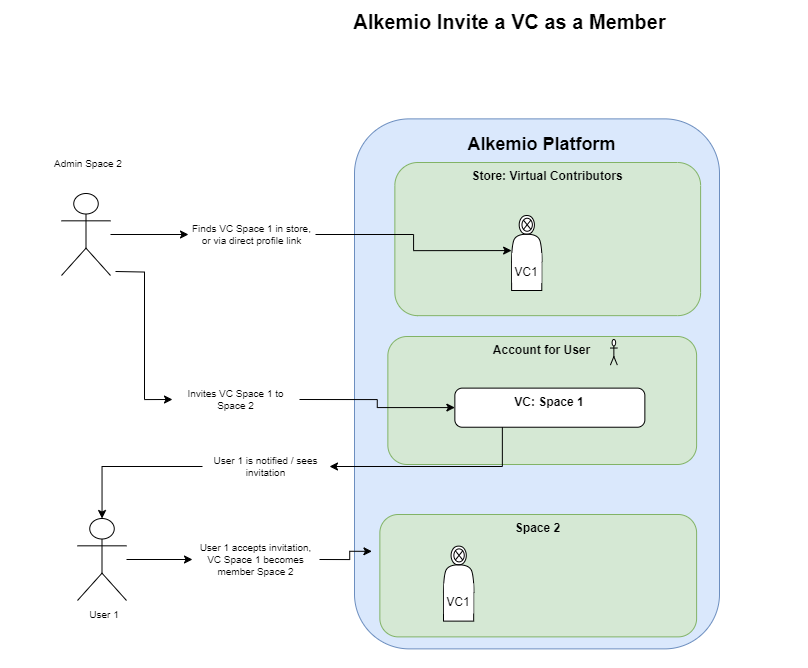 Alkemio Invite a VC as a Member
Alkemio Platform
Admin Space 2
Store: Virtual Contributors
Finds VC Space 1 in store,
or via direct profile link
VC1
Account for User
Invites VC Space 1 to
Space 2
VC: Space 1
User 1 is notified / sees
invitation
Space 2
User 1 accepts invitation,
VC Space 1 becomes
member Space 2
VC1
User 1